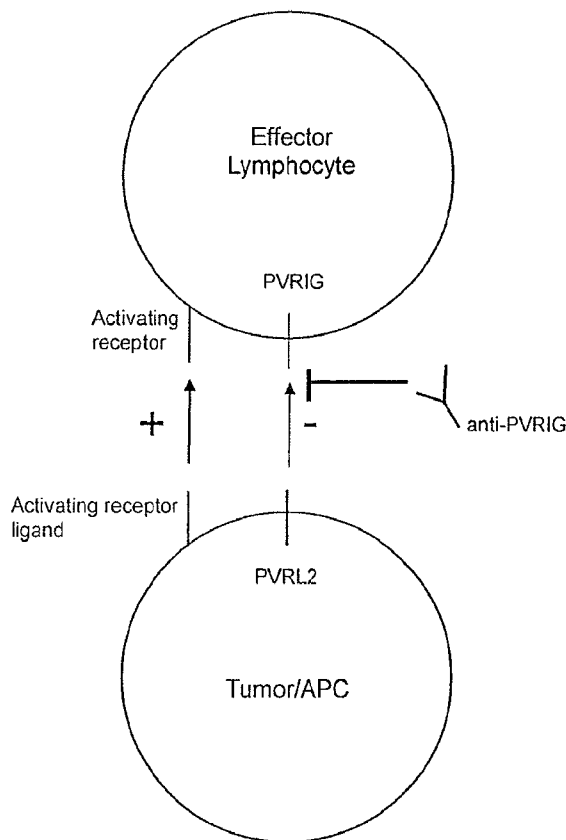 Effector
Lymphocyte
PVRIG
Activating
receptor
+
-
anti-PVRIG
Activating receptor
ligand
PVRL2
Tumor/APC